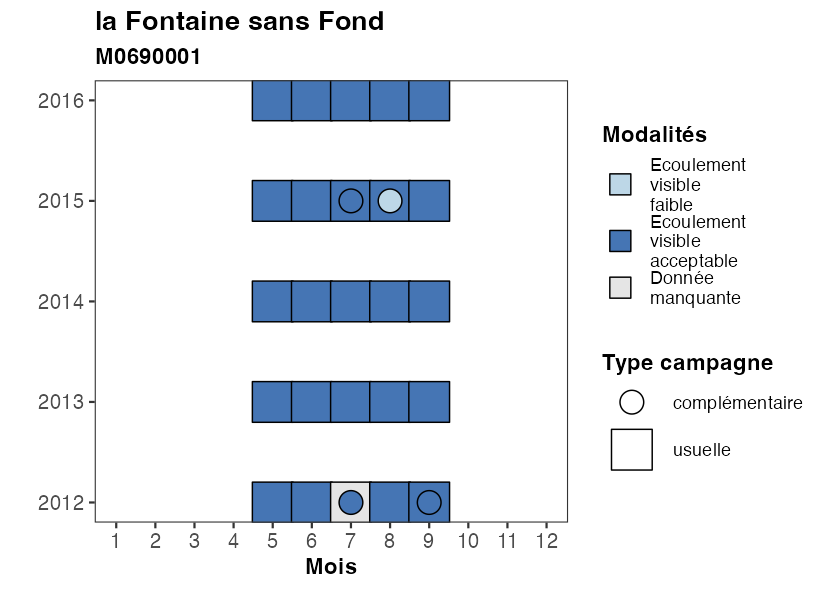 la Fontaine sans Fond
M0690001
2016
2015
2014
2013
2012
1 2 3 4 5 6 7 8 9 10 11 12
Mois
Modalités
Ecoulement
visible
faible
Ecoulement
visible
acceptable
Donnée
manquante
Type campagne
complémentaire
usuelle